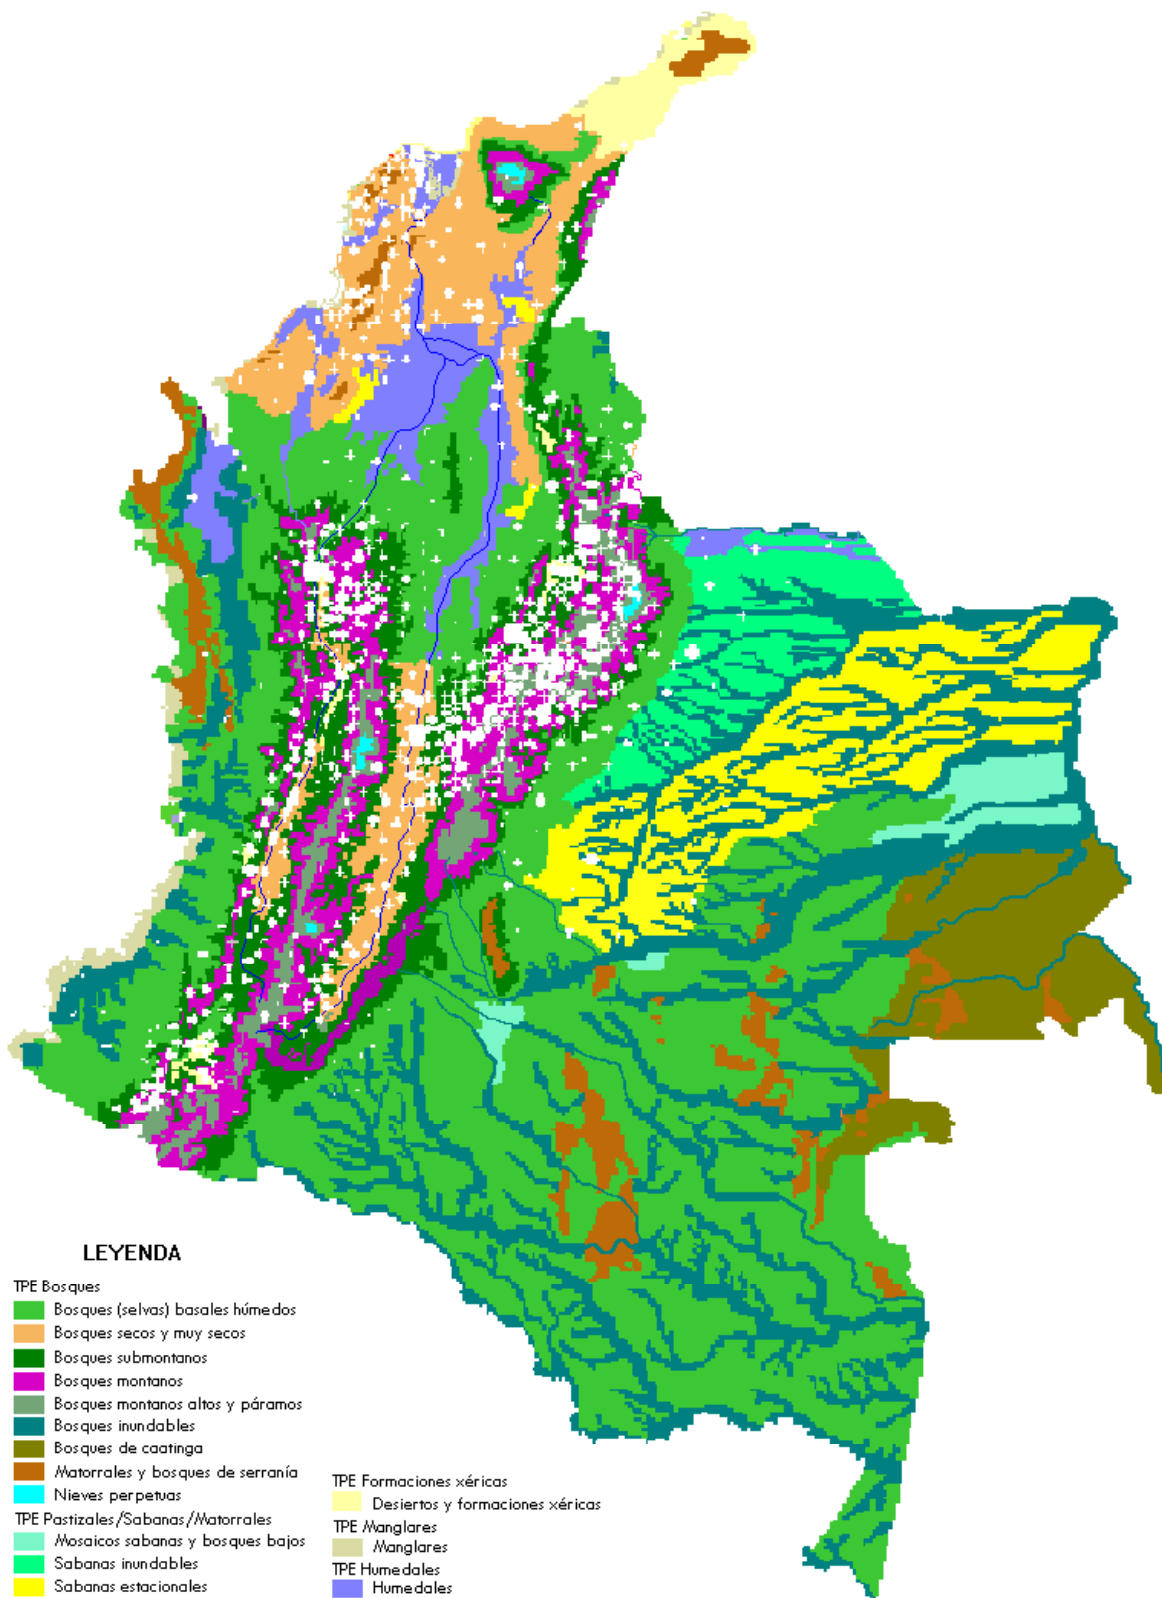 LEYENDA
TPE Bosques
Bosques (selvas) basales húmedos
Bosques secos y muy secos
Bosques submontanos
Bosques montanos
Bosques montanos altos y páramos
Bosques inundables
Bosques de caatinga
Matorrales y bosques de serranía
Nieves perpetuas
TPE Pastizales/Sabanas/Matorrales
Mosaicos sabanas y bosques bajos
Sabanas inundables
Sabanas estacionales
TPE Formaciones xéricas
Desiertos y formaciones xéricas
TPE Manglares
Manglares
TPE Humedales
Humedales